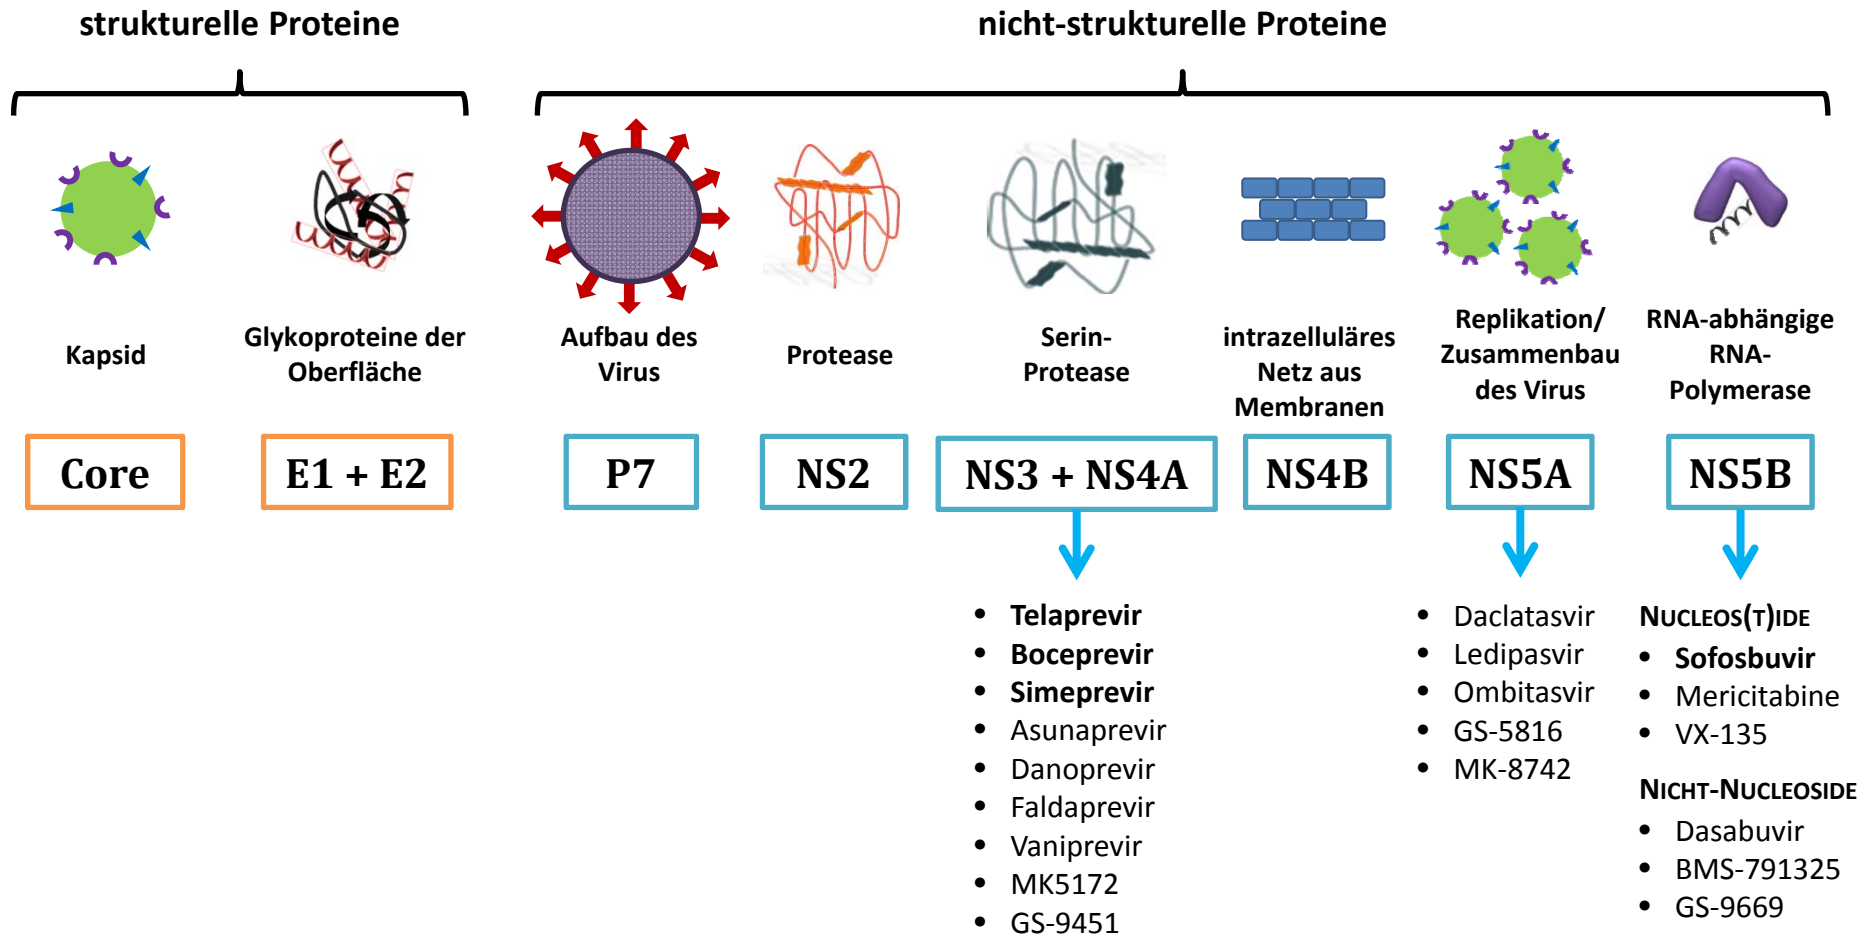 strukturelle Proteine
nicht-strukturelle Proteine
Kapsid
Glykoproteine der
Oberfläche
Aufbau des
Virus
Protease
Serin-
Protease
intrazelluläres
Netz aus
Membranen
Replikation/
Zusammenbau
des Virus
RNA-abhängige
RNA-
Polymerase
Core
E1 + E2
P7
NS2
NS3 + NS4A
NS4B
NS5A
NS5B
• Telaprevir
• Boceprevir
• Simeprevir
• Asunaprevir
• Danoprevir
• Faldaprevir
• Vaniprevir
• MK5172
• GS-9451
• Daclatasvir
• Ledipasvir
• Ombitasvir
• GS-5816
• MK-8742
NUCLEOS(T)IDE
• Sofosbuvir
• Mericitabine
• VX-135
NICHT-NUCLEOSIDE
• Dasabuvir
• BMS-791325
• GS-9669